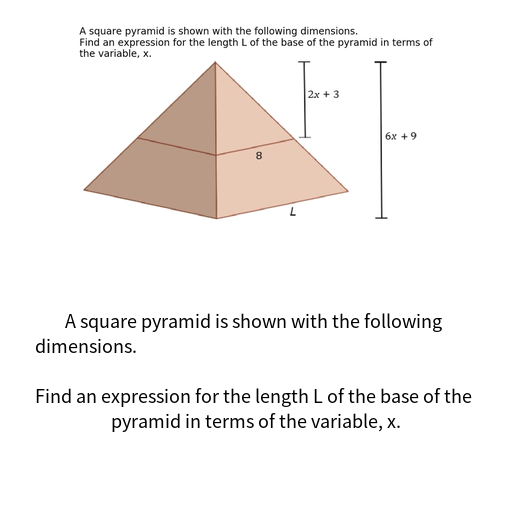 A square pyramid is shown with the following dimensions.
Find an expression for the length L of the base of the pyramid in terms of
the variable, x.
2x + 3
6x + 9
8
L
A square pyramid is shown with the following
dimensions.
Find an expression for the length L of the base of the
pyramid in terms of the variable, x.